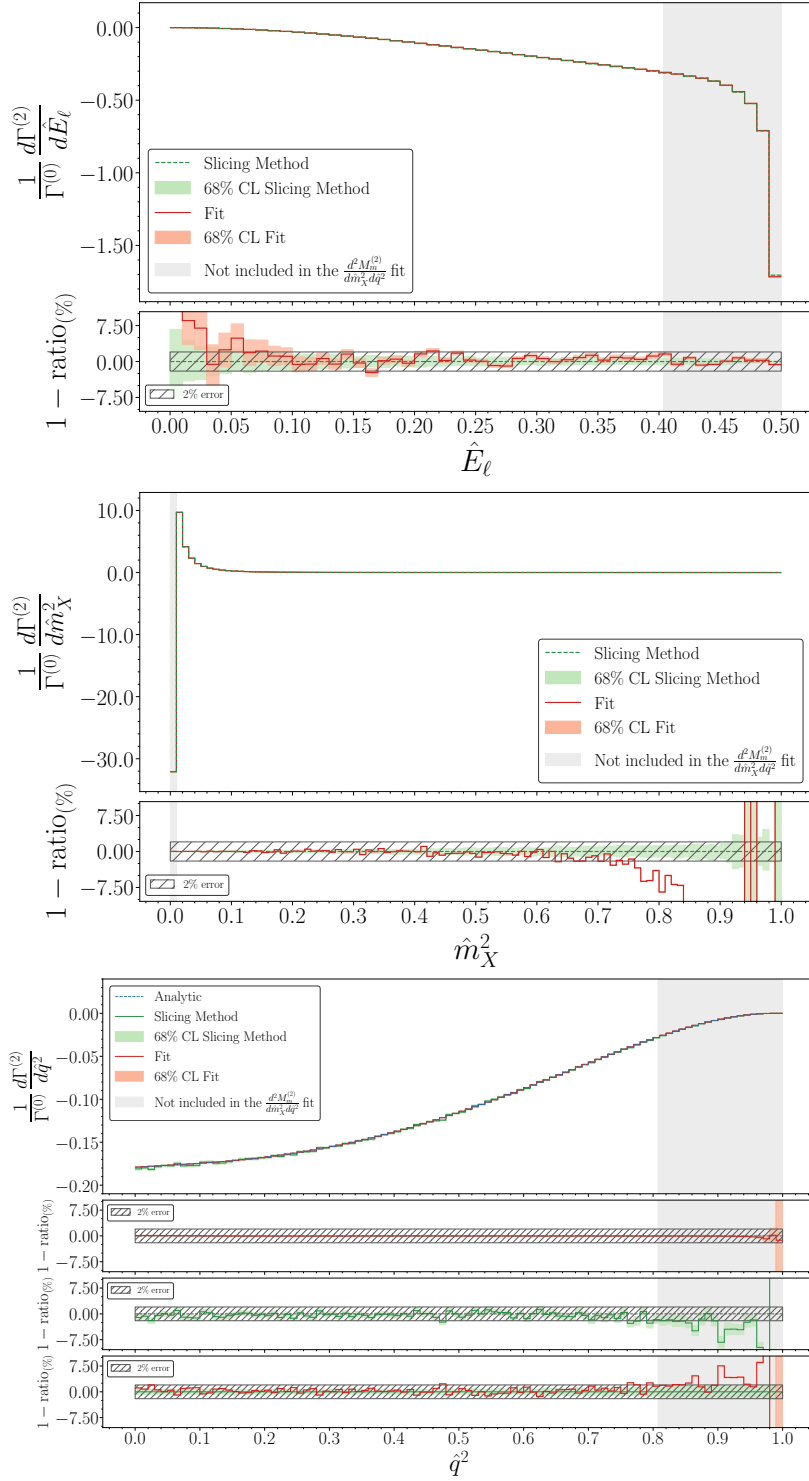 0.00
−0.50
−1.00
−1.50
1/Γ^(0) dΓ^(2)/dÊ_ℓ
Slicing Method
68% CL Slicing Method
Fit
68% CL Fit
Not included in the d²M_m^(2)/dm̂_X²dq̂² fit
7.50
0.00
−7.50
1 − ratio(%)
2% error
0.00 0.05 0.10 0.15 0.20 0.25 0.30 0.35 0.40 0.45 0.50
Ê_ℓ
10.0
0.0
−10.0
−20.0
−30.0
1/Γ^(0) dΓ^(2)/dm̂_X²
Slicing Method
68% CL Slicing Method
Fit
68% CL Fit
Not included in the d²M_m^(2)/dm̂_X²dq̂² fit
7.50
0.00
−7.50
1 − ratio(%)
2% error
0.0 0.1 0.2 0.3 0.4 0.5 0.6 0.7 0.8 0.9 1.0
m̂_X²
0.00
−0.05
−0.10
−0.15
−0.20
1/Γ^(0) dΓ^(2)/dq̂²
Analytic
Slicing Method
68% CL Slicing Method
Fit
68% CL Fit
Not included in the d²M_m^(2)/dm̂_X²dq̂² fit
7.50
0.00
−7.50
1 − ratio(%)
2% error
7.50
0.00
−7.50
1 − ratio(%)
2% error
7.50
0.00
−7.50
1 − ratio(%)
2% error
0.0 0.1 0.2 0.3 0.4 0.5 0.6 0.7 0.8 0.9 1.0
q̂²